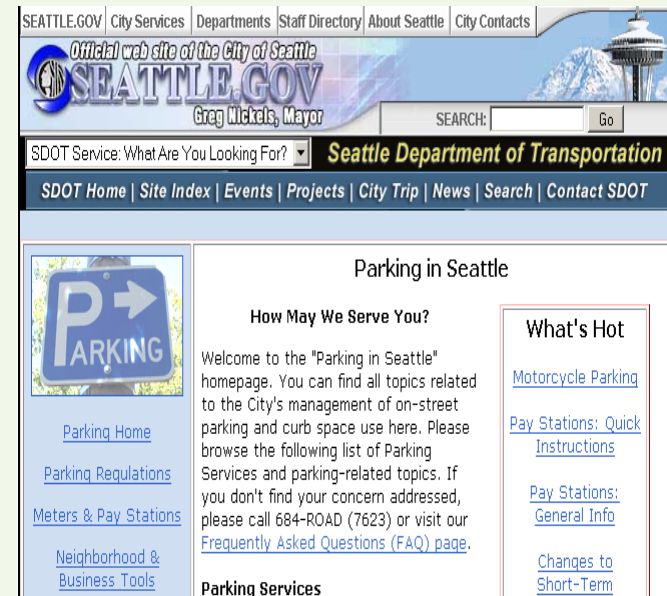 SEATTLE.GOV City Services Departments Staff Directory About Seattle City Contacts
Official web site of the City of Seattle
SEATTLE.GOV
Greg Nickels, Mayor
SEARCH: Go
SDOT Service: What Are You Looking For? Seattle Department of Transportation
SDOT Home | Site Index | Events | Projects | City Trip | News | Search | Contact SDOT
P
ARKING
Parking Home
Parking Regulations
Meters & Pay Stations
Neighborhood &
Business Tools
Parking in Seattle
How May We Serve You?
Welcome to the "Parking in Seattle"
homepage. You can find all topics related
to the City's management of on-street
parking and curb space use here. Please
browse the following list of Parking
Services and parking-related topics. If
you don't find your concern addressed,
please call 684-ROAD (7623) or visit our
Frequently Asked Questions (FAQ) page.
Parking Services
What's Hot
Motorcycle Parking
Pay Stations: Quick
Instructions
Pay Stations:
General Info
Changes to
Short-Term